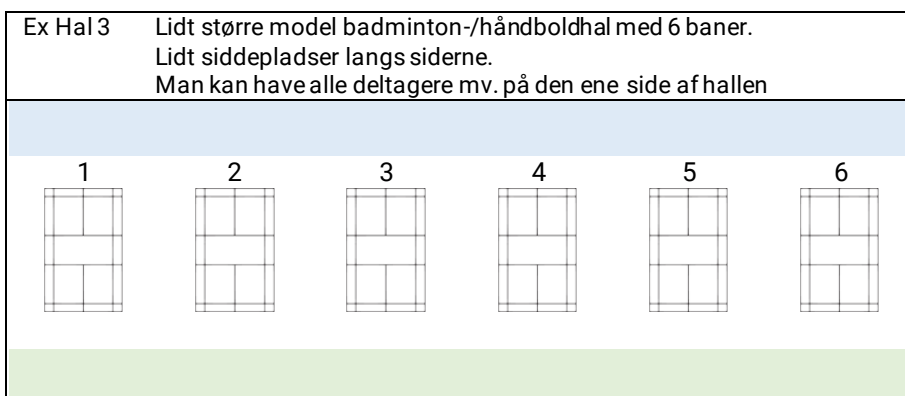 Ex Hal 3 Lidt større model badminton-/håndboldhal med 6 baner.
Lidt siddepladser langs siderne.
Man kan have alle deltagere mv. på den ene side af hallen
1 2 3 4 5 6